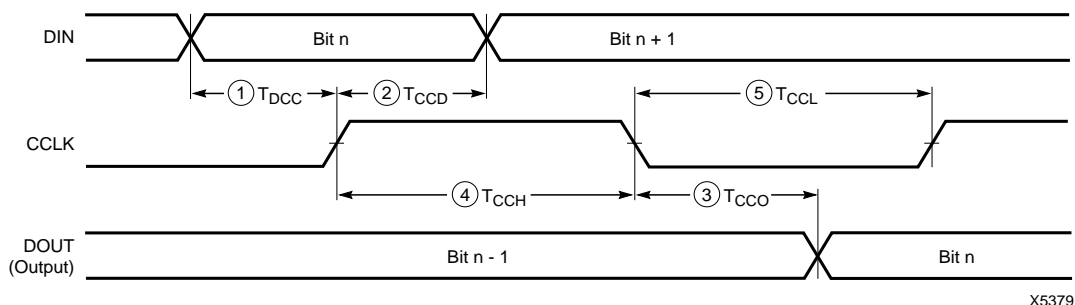 DIN
Bit n
Bit n + 1
1 TDCC
2 TCCD
5 TCCL
CCLK
4 TCCH
3 TCCO
DOUT
(Output)
Bit n - 1
Bit n
X5379